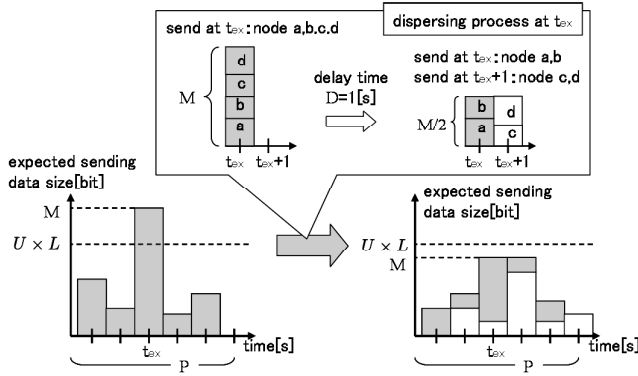 dispersing process at tex
send at tex:node a,b.c,d
d
c
b
a
M
tex tex+1
delay time
D=1[s]
send at tex:node a,b
send at tex+1:node c,d
M/2
b d
a c
tex tex+1
expected sending
data size[bit]
M
U × L
tex
time[s]
P
expected sending
data size[bit]
U × L
M
tex
time[s]
P